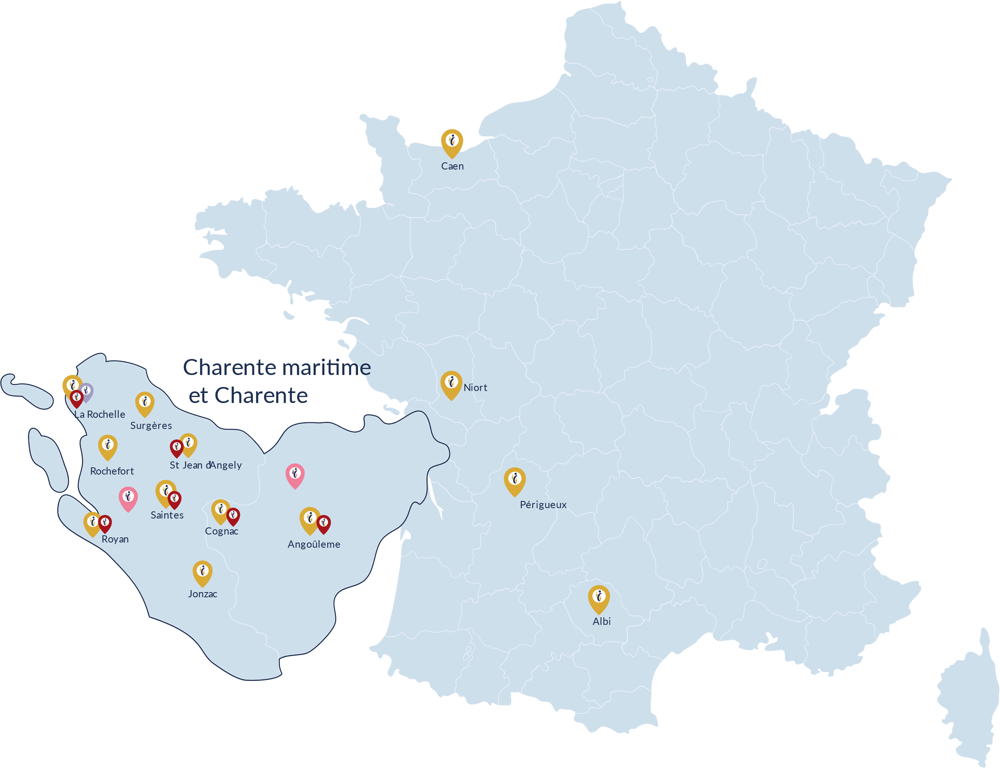 Caen
Charente maritime
et Charente
Niort
La Rochelle
Surgères
Rochefort
St Jean d'Angely
Périgueux
Saintes
Cognac
Royan
Angoûleme
Jonzac
Albi